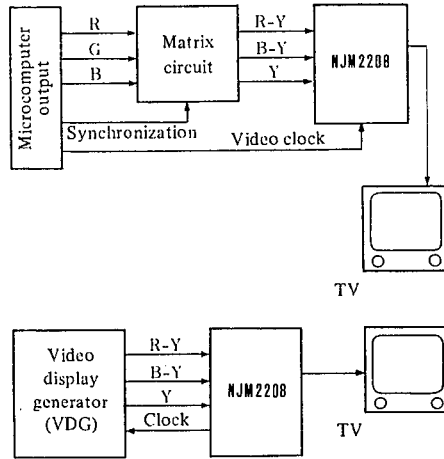 Microcomputer
output
R
G
B
Synchronization
Video clock
Matrix
circuit
R-Y
B-Y
Y
NJM2208
TV
Video
display
generator
(VDG)
R-Y
B-Y
Y
Clock
NJM2208
TV